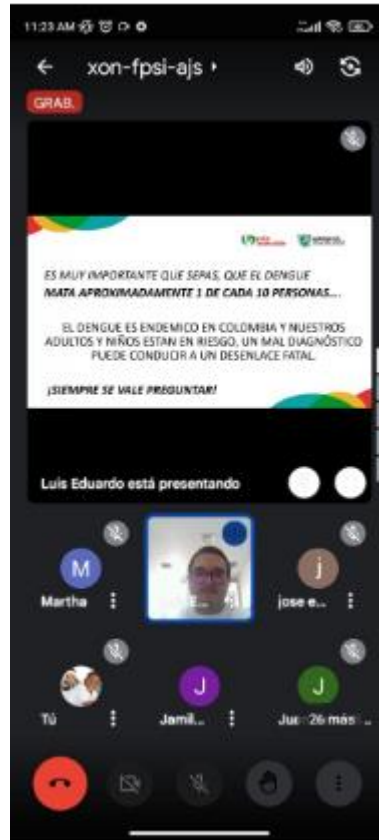 11:23 AM
xon-fpsi-ajs
GRAB.
ES MUY IMPORTANTE QUE SEPAS, QUE EL DENGUE
MATA APROXIMADAMENTE 1 DE CADA 10 PERSONAS....
EL DENGUE ES ENDEMICO EN COLOMBIA Y NUESTROS
ADULTOS Y NIÑOS ESTAN EN RIESGO, UN MAL DIAGNÓSTICO
PUEDE CONDUCIR A UN DESENLACE FATAL.
¡SIEMPRE SE VALE PREGUNTAR!
Luis Eduardo está presentando
M
Martha
j
jose e...
Tú
J
Jamil...
J
26 más